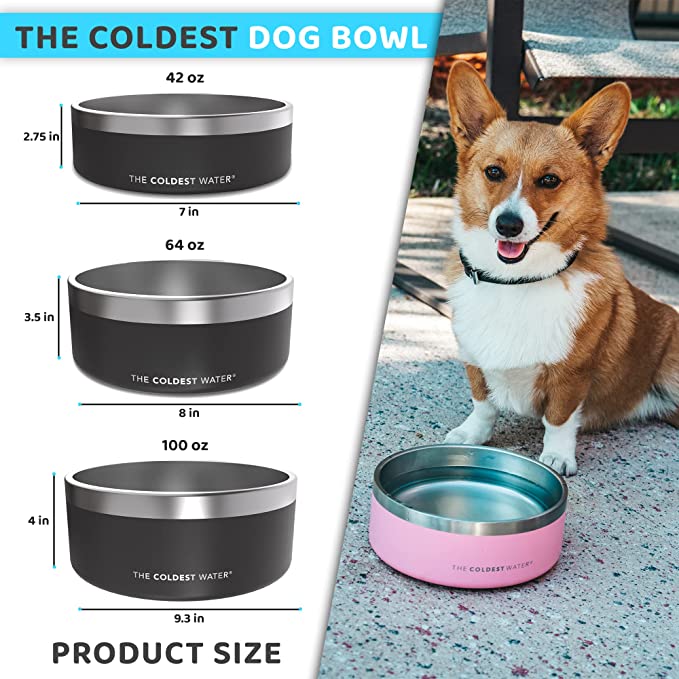 THE COLDEST DOG BOWL
42 oz
2.75 in
THE COLDEST WATER®
7 in
64 oz
3.5 in
THE COLDEST WATER®
8 in
100 oz
4 in
THE COLDEST WATER®
9.3 in
PRODUCT SIZE
THE COLDEST WATER®